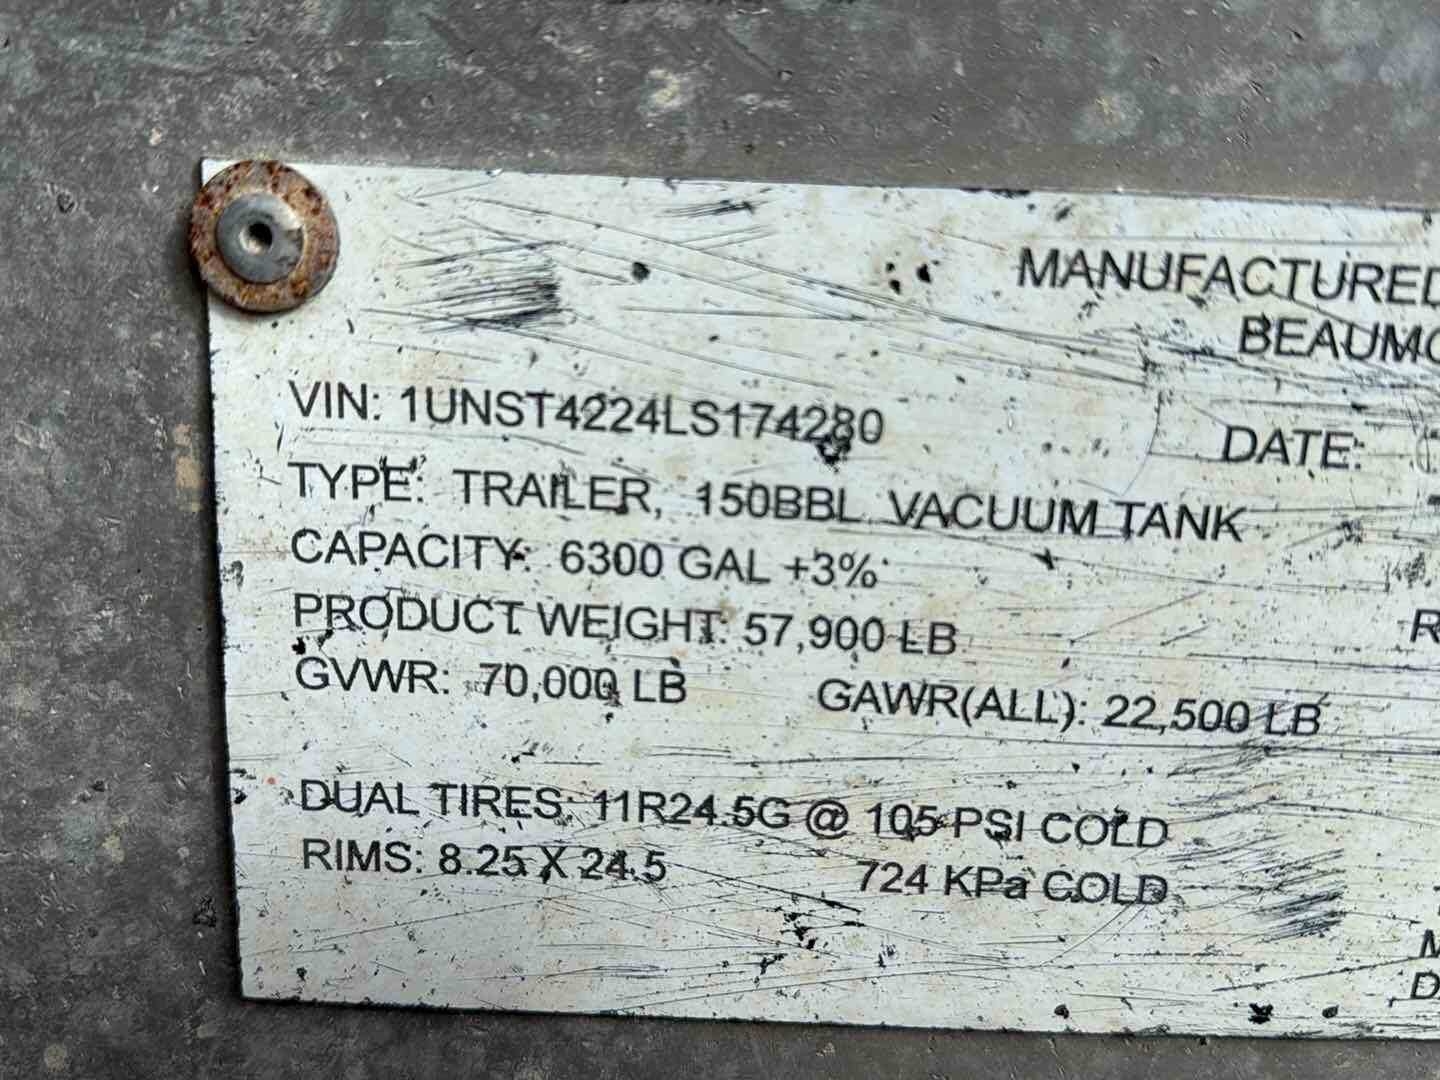 MANUFACTURED
BEAUMO
VIN: 1UNST4224LS174280
DATE:
TYPE: TRAILER, 150BBL VACUUM TANK
CAPACITY: 6300 GAL +3%
PRODUCT WEIGHT: 57,900 LB
R
GVWR: 70,000 LB GAWR(ALL): 22,500 LB
DUAL TIRES: 11R24.5G @ 105 PSI COLD
RIMS: 8.25 X 24.5 724 KPa COLD
M
D